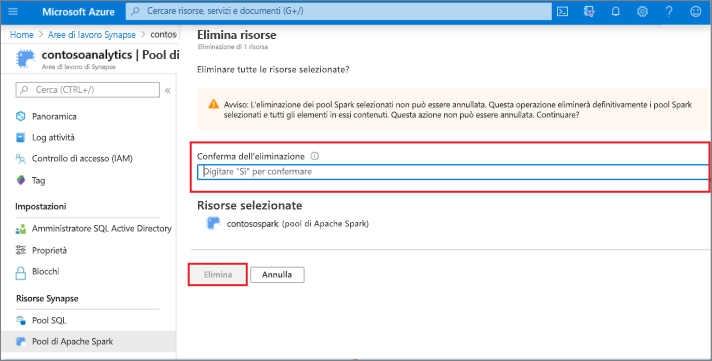 Microsoft Azure
Cercare risorse, servizi e documenti (G+/)
Home > Aree di lavoro Synapse > contos
contosoanalytics | Pool di
Area di lavoro di Synapse
Cerca (CTRL+/)
«
Panoramica
Log attività
Controllo di accesso (IAM)
Tag
Impostazioni
Amministratore SQL Active Directory
Proprietà
Blocchi
Risorse Synapse
Pool SQL
Pool di Apache Spark
Elimina risorse
Eliminazione di 1 risorsa
Eliminare tutte le risorse selezionate?
Avviso: L'eliminazione dei pool Spark selezionati non può essere annullata. Questa operazione eliminerà definitivamente i pool Spark
selezionati e tutti gli elementi in essi contenuti. Questa azione non può essere annullata. Continuare?
Conferma dell'eliminazione
Digitare "Sì" per confermare
Risorse selezionate
contosospark (pool di Apache Spark)
Elimina
Annulla